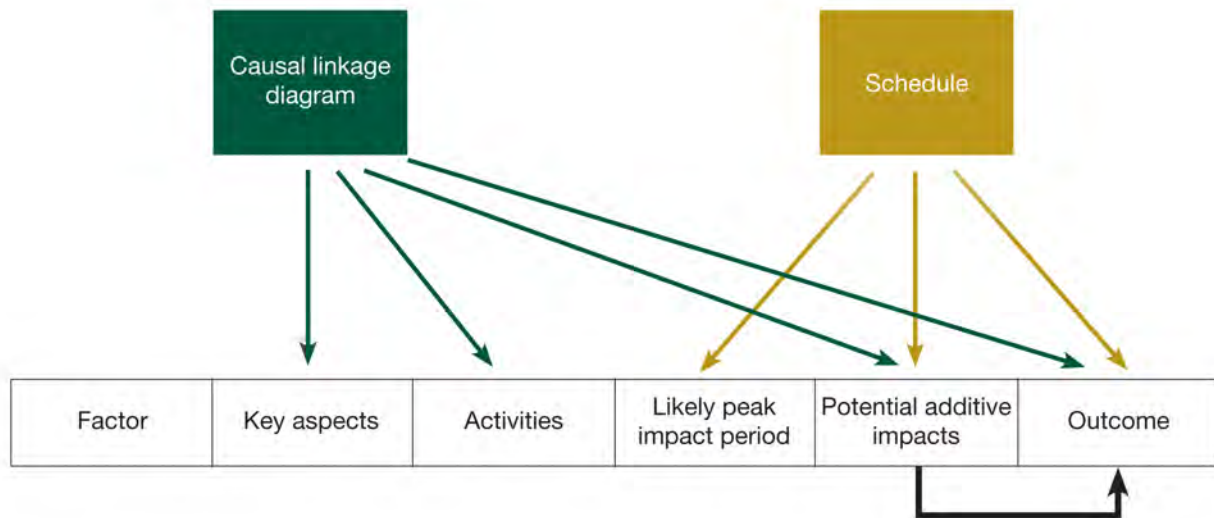 Causal linkage
diagram
Schedule
Factor
Key aspects
Activities
Likely peak
impact period
Potential additive
impacts
Outcome